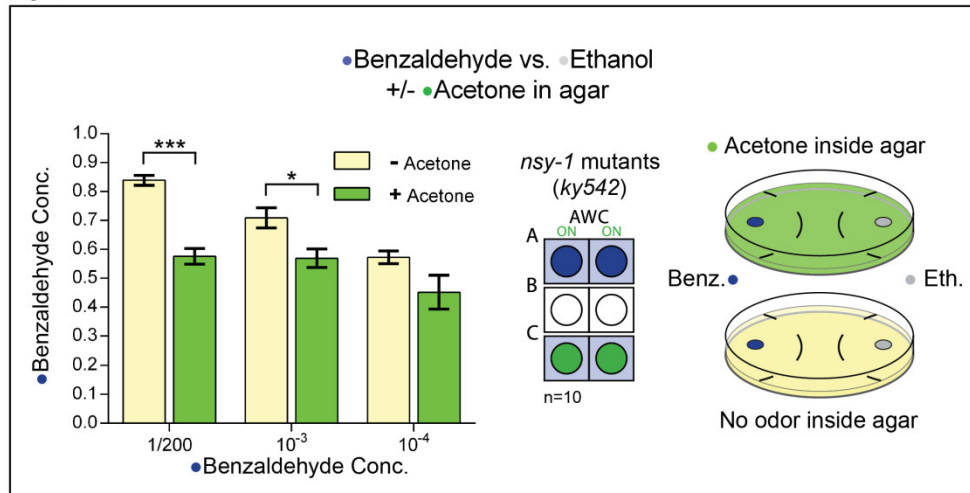 ●Benzaldehyde vs. ●Ethanol
+/- ●Acetone in agar
●Benzaldehyde Conc.
1.0
0.9
0.8
0.7
0.6
0.5
0.4
0.3
0.2
0.1
0.0
***
*
- Acetone
+ Acetone
1/200
10⁻³
10⁻⁴
●Benzaldehyde Conc.
nsy-1 mutants
(ky542)
AWC
ON ON
A
B
C
n=10
● Acetone inside agar
Benz.●
● Eth.
No odor inside agar